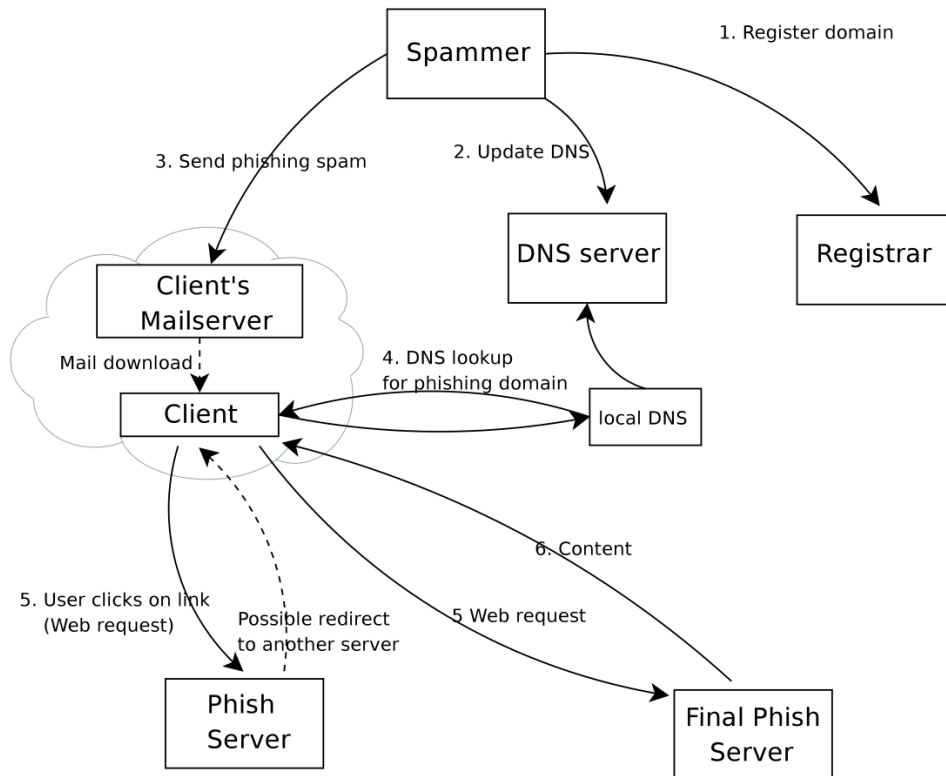 Spammer
1. Register domain
3. Send phishing spam
2. Update DNS
DNS server
Registrar
Client's
Mailserver
Mail download
4. DNS lookup
for phishing domain
Client
local DNS
6. Content
5. User clicks on link
(Web request)
Possible redirect
to another server
5 Web request
Phish
Server
Final Phish
Server